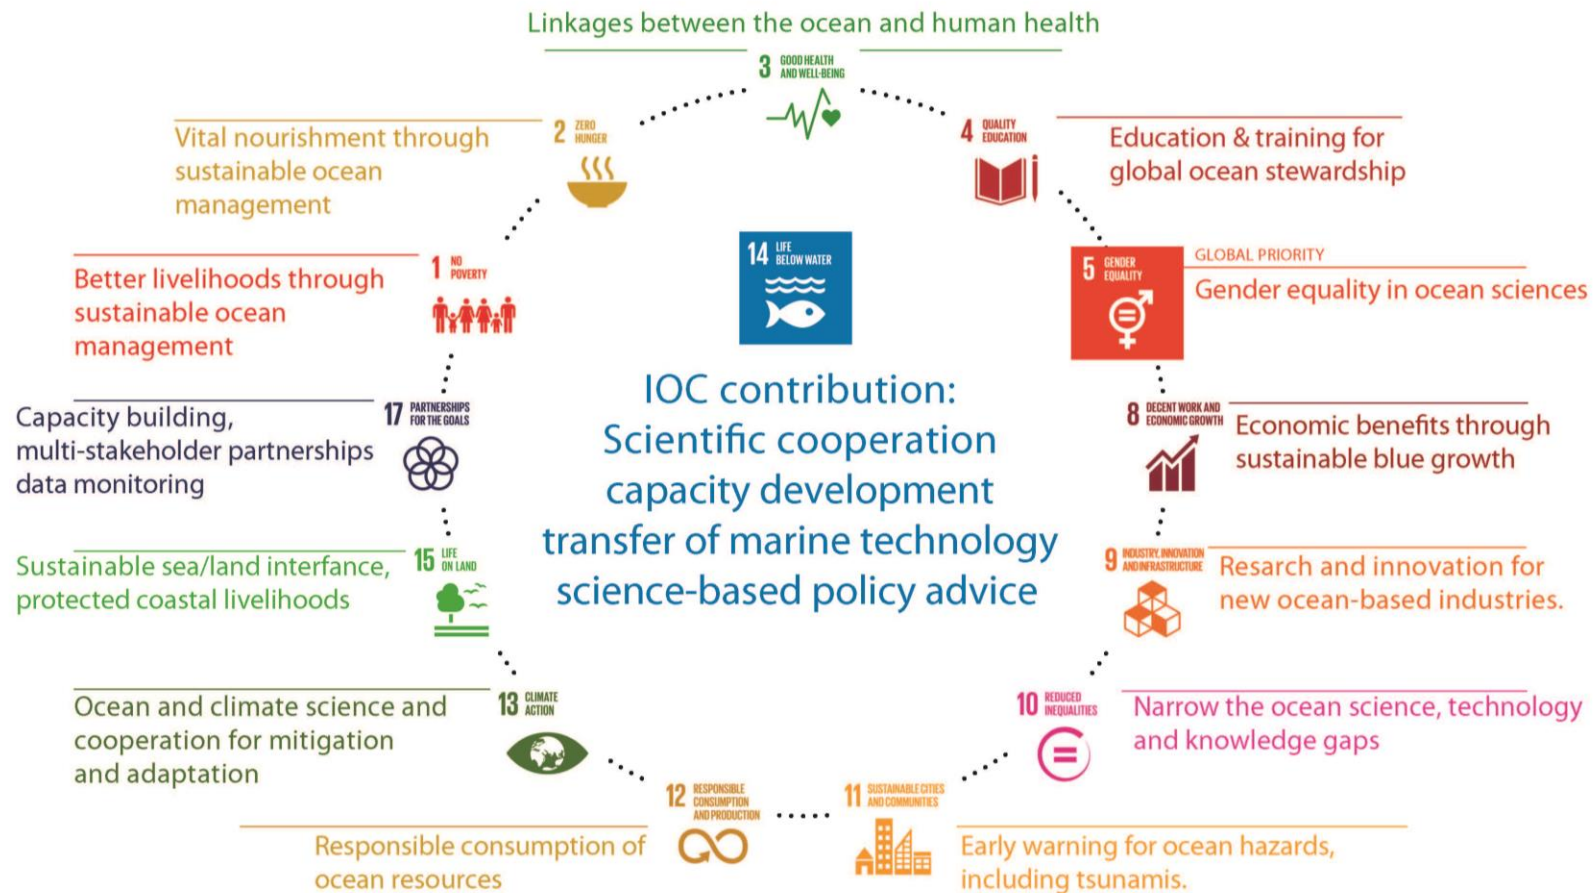 Linkages between the ocean and human health
3 GOOD HEALTH
AND WELL-BEING
2 ZERO
HUNGER
Vital nourishment through
sustainable ocean
management
4 QUALITY
EDUCATION
Education & training for
global ocean stewardship
1 NO
POVERTY
Better livelihoods through
sustainable ocean
management
14 LIFE
BELOW WATER
5 GENDER
EQUALITY
GLOBAL PRIORITY
Gender equality in ocean sciences
IOC contribution:
Scientific cooperation
capacity development
transfer of marine technology
science-based policy advice
17 PARTNERSHIPS
FOR THE GOALS
Capacity building,
multi-stakeholder partnerships
data monitoring
8 DECENT WORK AND
ECONOMIC GROWTH
Economic benefits through
sustainable blue growth
15 LIFE
ON LAND
Sustainable sea/land interfance,
protected coastal livelihoods
9 INDUSTRY, INNOVATION
AND INFRASTRUCTURE
Resarch and innovation for
new ocean-based industries.
13 CLIMATE
ACTION
Ocean and climate science and
cooperation for mitigation
and adaptation
10 REDUCED
INEQUALITIES
Narrow the ocean science, technology
and knowledge gaps
12 RESPONSIBLE
CONSUMPTION
AND PRODUCTION
Responsible consumption of
ocean resources
11 SUSTAINABLE CITIES
AND COMMUNITIES
Early warning for ocean hazards,
including tsunamis.